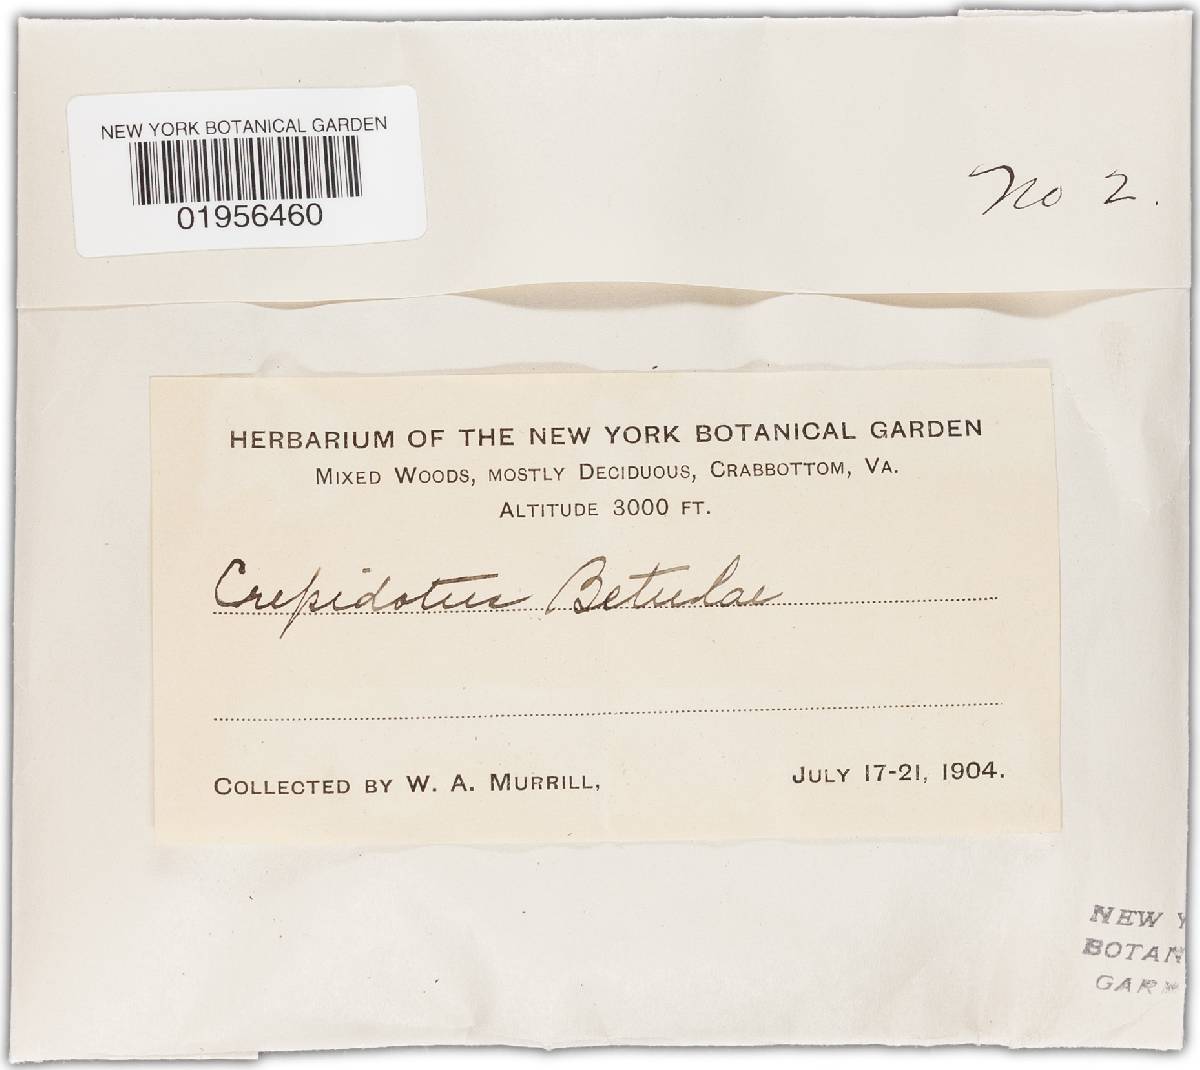 NEW YORK BOTANICAL GARDEN
01956460
No 2.
HERBARIUM OF THE NEW YORK BOTANICAL GARDEN
MIXED WOODS, MOSTLY DECIDUOUS, CRABBOTTOM, VA.
ALTITUDE 3000 FT.
Crepidotus Betulae
COLLECTED BY W. A. MURRILL, JULY 17-21, 1904.
NEW Y
BOTAN
GAR